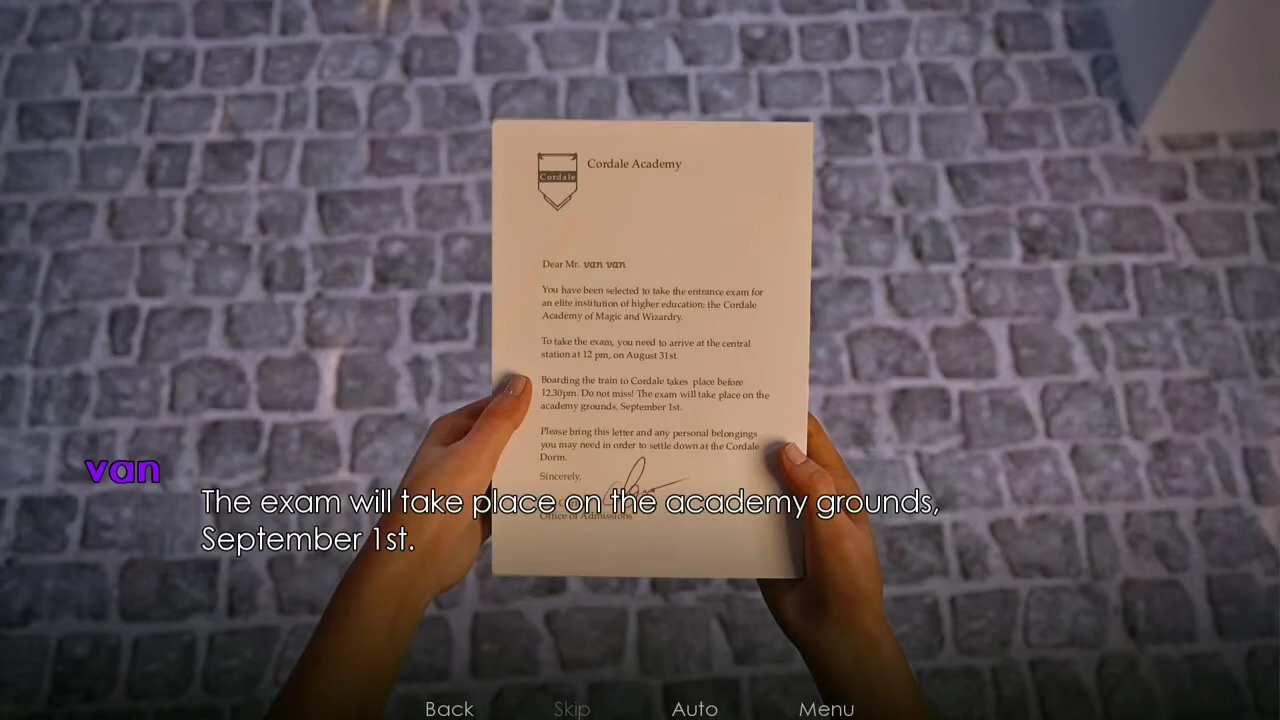 Cordale Academy
Cordale
Dear Mr. van van
You have been selected to take the entrance exam for
an elite institution of higher education: the Cordale
Academy of Magic and Wizardry.
To take the exam, you need to arrive at the central
station at 12 pm, on August 31st.
Boarding the train to Cordale takes place before
12.30pm. Do not miss! The exam will take place on the
academy grounds, September 1st.
Please bring this letter and any personal belongings
you may need in order to settle down at the Cordale
Dorm.
Sincerely,
Office of Admissions
van
The exam will take place on the academy grounds,
September 1st.
Back Skip Auto Menu